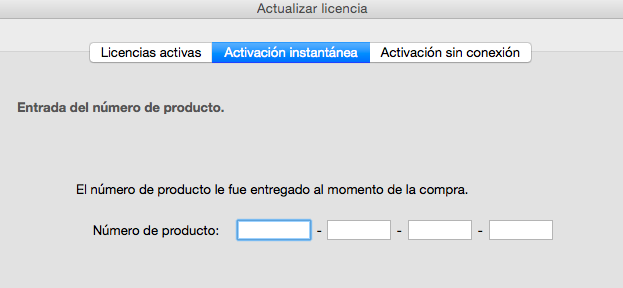 Actualizar licencia
Licencias activas Activación instantánea Activación sin conexión
Entrada del número de producto.
El número de producto le fue entregado al momento de la compra.
Número de producto: - - -